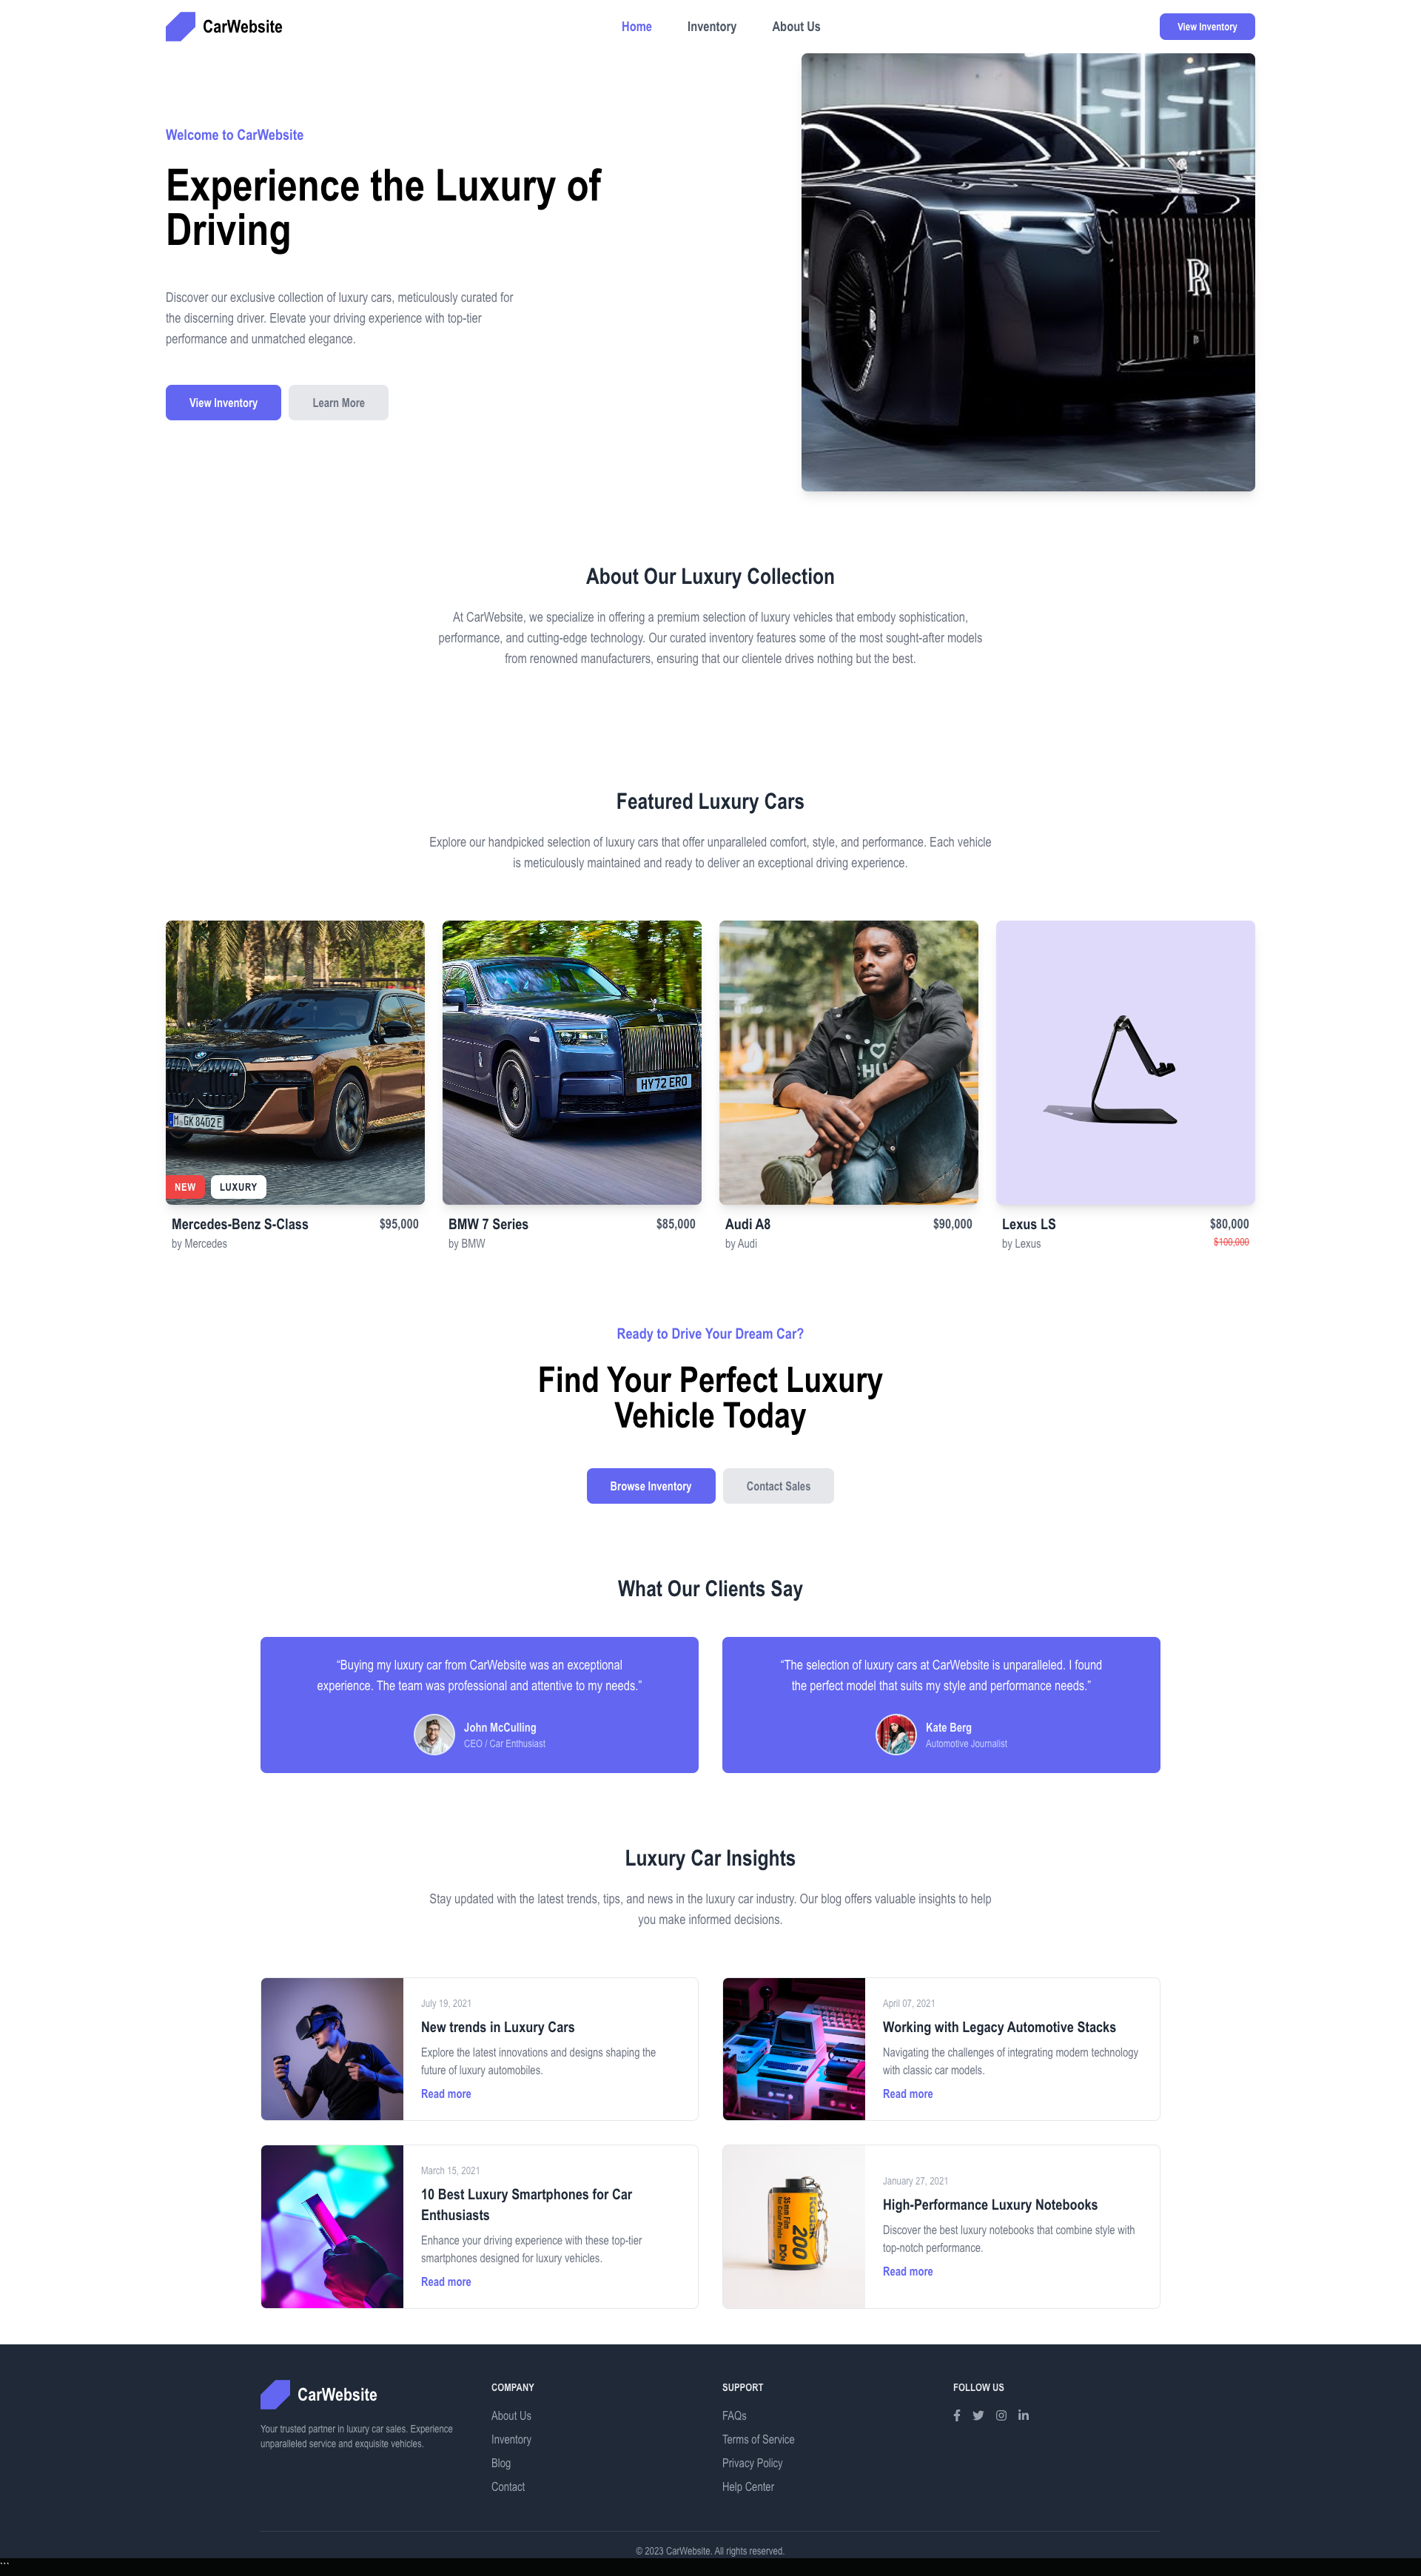 CarWebsite
Home
Inventory
About Us
View Inventory
Welcome to CarWebsite
Experience the Luxury of
Driving
Discover our exclusive collection of luxury cars, meticulously curated for
the discerning driver. Elevate your driving experience with top-tier
performance and unmatched elegance.
View Inventory
Learn More
About Our Luxury Collection
At CarWebsite, we specialize in offering a premium selection of luxury vehicles that embody sophistication,
performance, and cutting-edge technology. Our curated inventory features some of the most sought-after models
from renowned manufacturers, ensuring that our clientele drives nothing but the best.
Featured Luxury Cars
Explore our handpicked selection of luxury cars that offer unparalleled comfort, style, and performance. Each vehicle
is meticulously maintained and ready to deliver an exceptional driving experience.
M GK 8402 E
HY72 ERO
NEW
LUXURY
Mercedes-Benz S-Class
$95,000
by Mercedes
BMW 7 Series
$85,000
by BMW
Audi A8
$90,000
by Audi
Lexus LS
$80,000
by Lexus
$100,000
Ready to Drive Your Dream Car?
Find Your Perfect Luxury
Vehicle Today
Browse Inventory
Contact Sales
What Our Clients Say
“Buying my luxury car from CarWebsite was an exceptional
experience. The team was professional and attentive to my needs.”
John McCulling
CEO / Car Enthusiast
“The selection of luxury cars at CarWebsite is unparalleled. I found
the perfect model that suits my style and performance needs.”
Kate Berg
Automotive Journalist
Luxury Car Insights
Stay updated with the latest trends, tips, and news in the luxury car industry. Our blog offers valuable insights to help
you make informed decisions.
July 19, 2021
New trends in Luxury Cars
Explore the latest innovations and designs shaping the
future of luxury automobiles.
Read more
April 07, 2021
Working with Legacy Automotive Stacks
Navigating the challenges of integrating modern technology
with classic car models.
Read more
March 15, 2021
10 Best Luxury Smartphones for Car
Enthusiasts
Enhance your driving experience with these top-tier
smartphones designed for luxury vehicles.
Read more
Kodak
200
January 27, 2021
High-Performance Luxury Notebooks
Discover the best luxury notebooks that combine style with
top-notch performance.
Read more
CarWebsite
Your trusted partner in luxury car sales. Experience
unparalleled service and exquisite vehicles.
COMPANY
About Us
Inventory
Blog
Contact
SUPPORT
FAQs
Terms of Service
Privacy Policy
Help Center
FOLLOW US
© 2023 CarWebsite. All rights reserved.
```